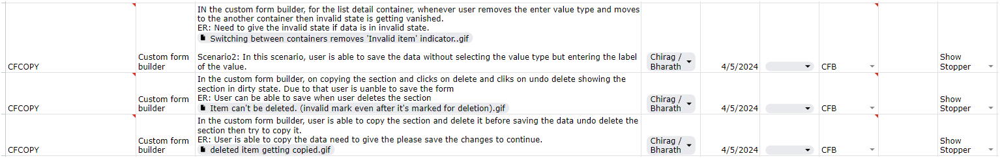 IN the custom form builder, for the list detail container, whenever user removes the enter value type and moves
to the another container then invalid state is getting vanished.
ER: Need to give the invalid state if data is in invalid state.
Switching between containers removes 'Invalid item' indicator..gif
Scenario2: In this scenario, user is able to save the data without selecting the value type but entering the label
of the value.
CFCOPY
Custom form
builder
Chirag /
Bharath
4/5/2024
CFB
Show
Stopper
In the custom form builder, on copying the section and clicks on delete and cliks on undo delete showing the
section in dirty state. Due to that user is uanble to save the form
ER: User can be able to save when user deletes the section
Item can't be deleted. (invalid mark even after it's marked for deletion).gif
CFCOPY
Custom form
builder
Chirag /
Bharath
4/5/2024
CFB
Show
Stopper
In the custom form builder, user is able to copy the section and delete it before saving the data undo delete the
section then try to copy it.
ER: User is able to copy the data need to give the please save the changes to continue.
deleted item getting copied.gif
CFCOPY
Custom form
builder
Chirag /
Bharath
4/5/2024
CFB
Show
Stopper